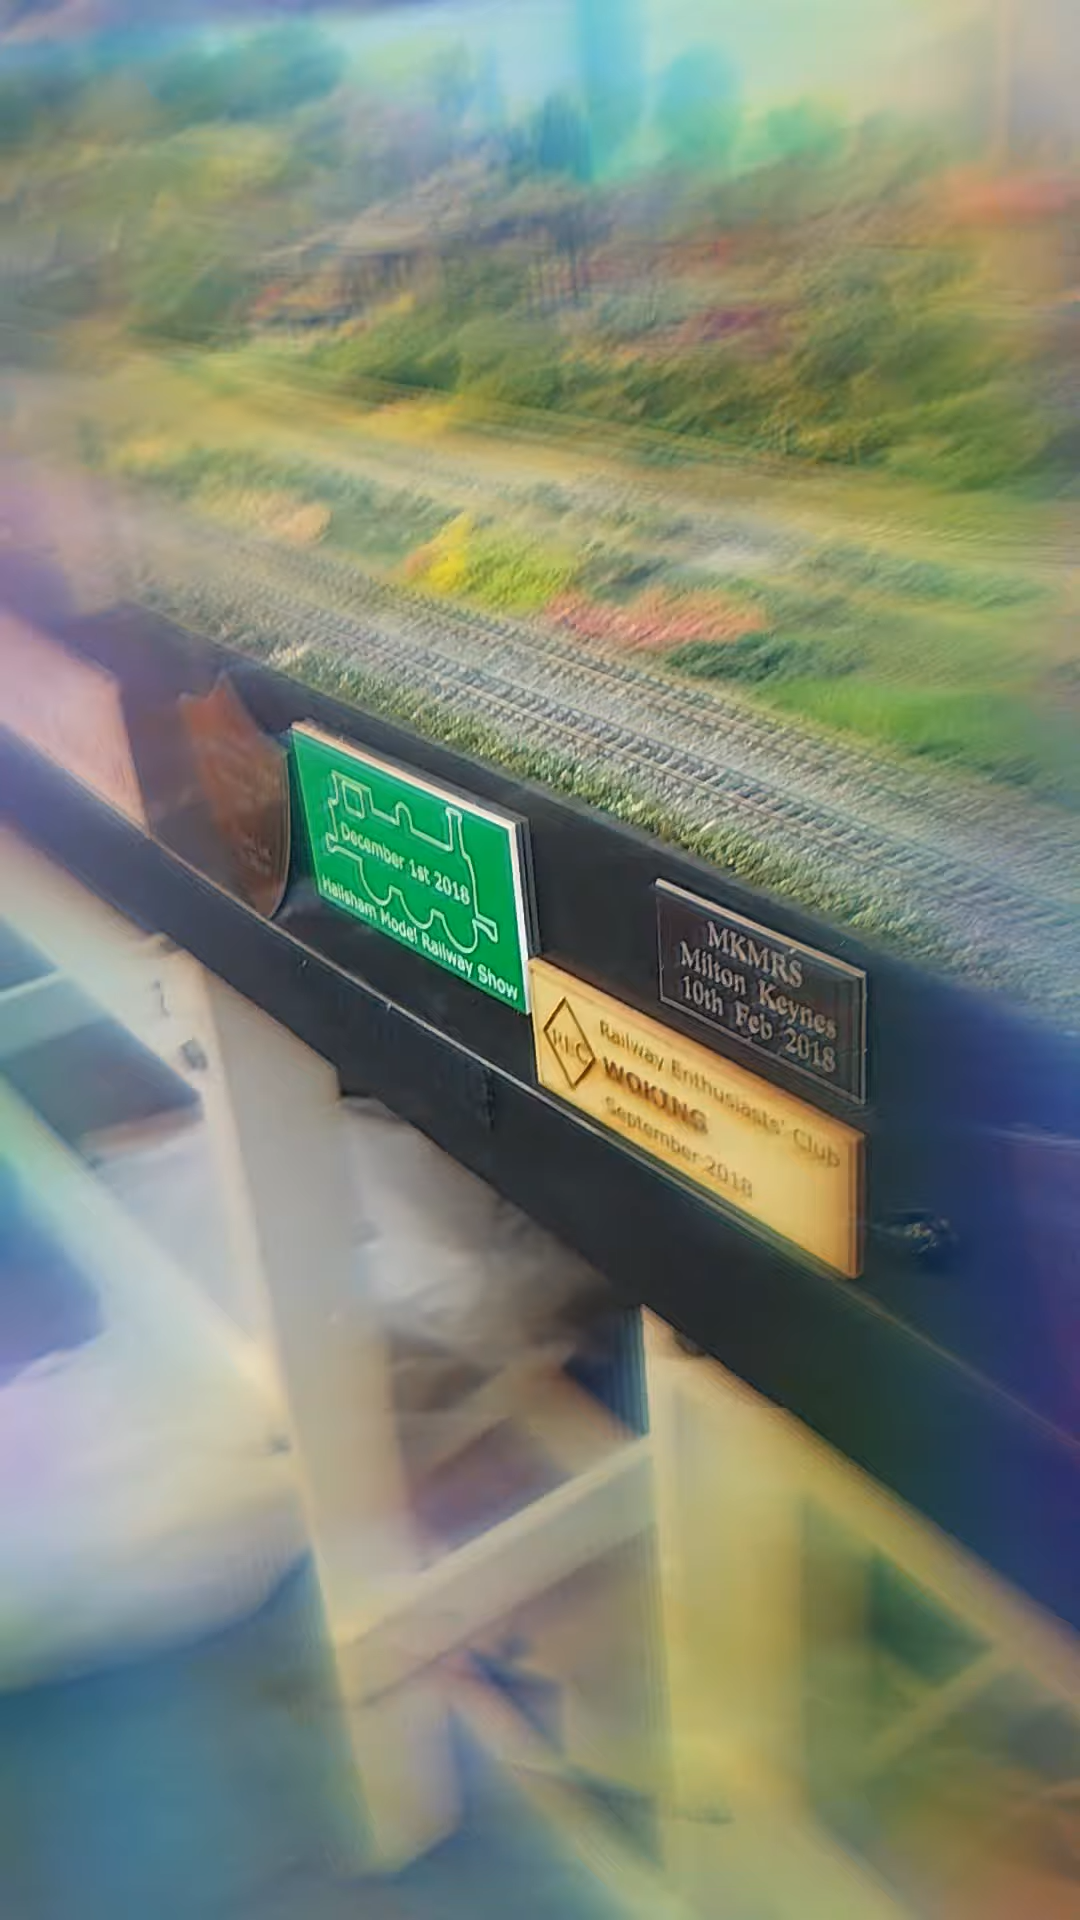 December 1st 2018
Hailsham Model Railway Show
MKMRS
Milton Keynes
10th Feb 2018
REC
Railway Enthusiasts' Club
WOKING
September 2018